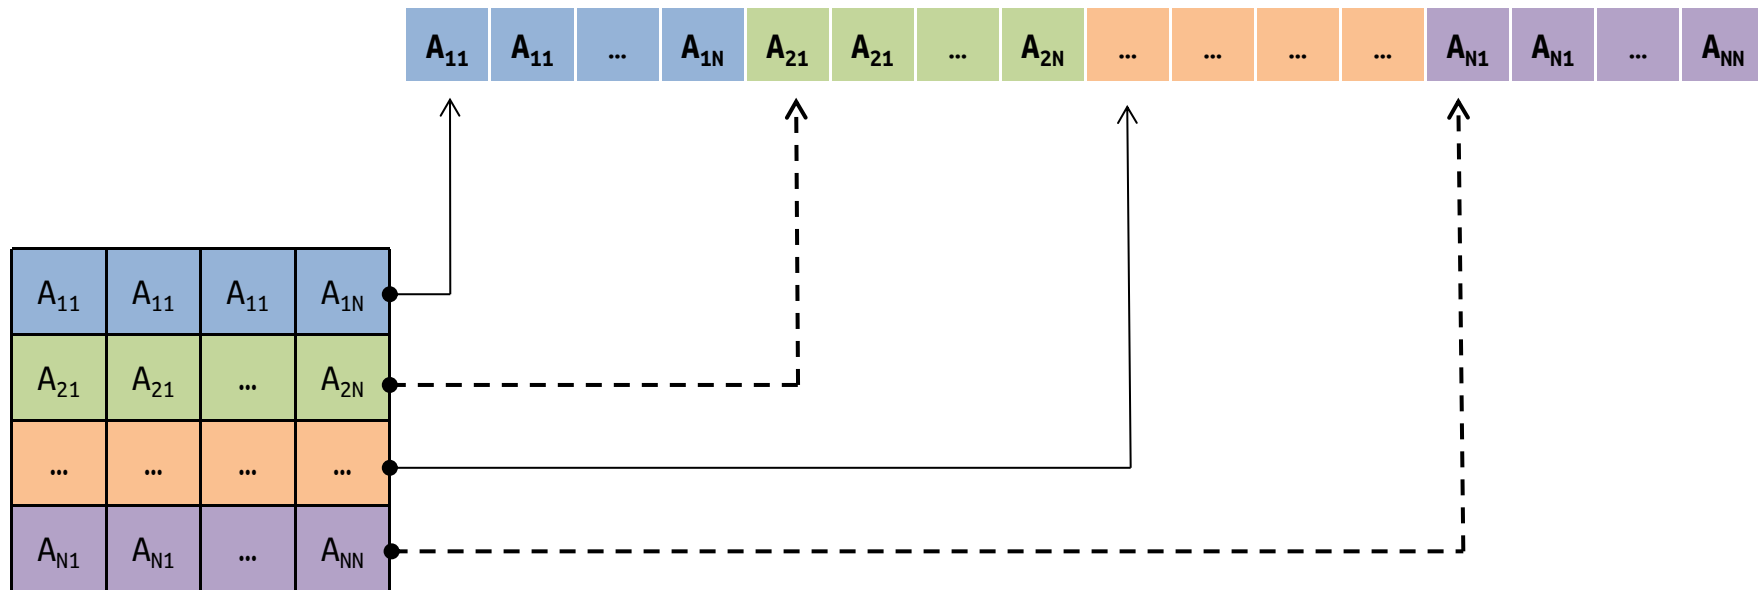 A₁₁ A₁₁ … A₁N A₂₁ A₂₁ … A₂N … … … … AN₁ AN₁ … ANN
A₁₁ A₁₁ A₁₁ A₁N
A₂₁ A₂₁ … A₂N
… … … …
AN₁ AN₁ … ANN